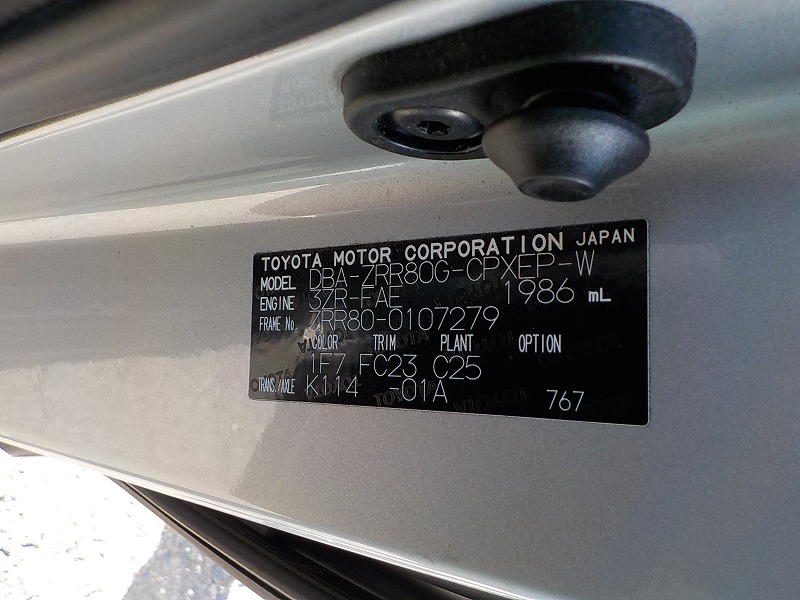 TOYOTA MOTOR CORPORATION JAPAN
MODEL DBA-ZRR80G-CPXEP-W
ENGINE 3ZR-FAE 1986 mL
FRAME No ZRR80-0107279
COLOR TRIM PLANT OPTION
1F7 FC23 C25
TRANS./AXLE K114 -01A
767